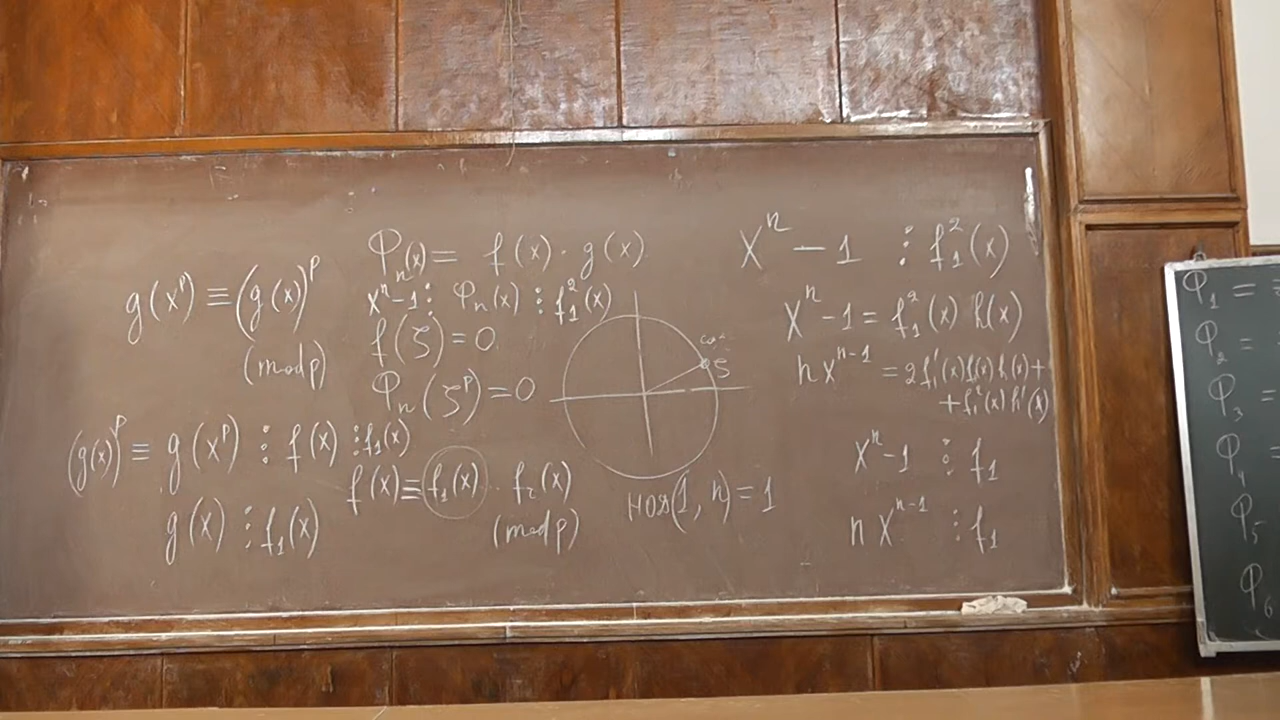 g(xᵖ) ≡ (g(x))ᵖ
(mod p)
(g(x))ᵖ ≡ g(xᵖ) ⋮ f(x) ⋮ f₁(x)
g(x) ⋮ f₁(x)
Φₙ(x) = f(x) · g(x)
xⁿ-1 ⋮ Φₙ(x) ⋮ f₁²(x)
f(ζ) = 0
Φₙ(ζᵖ) = 0
f(x) ≡ f₁(x) · f₂(x)
(mod p)
ζ
НОД(1, n) = 1
Xⁿ - 1 ⋮ f₁²(x)
Xⁿ-1 = f₁²(x) h(x)
nxⁿ⁻¹ = 2f₁'(x)f₁(x)h(x)+
+f₁²(x)h'(x)
Xⁿ-1 ⋮ f₁
nXⁿ⁻¹ ⋮ f₁
Φ₁ =
Φ₂ =
Φ₃ =
Φ₄ =
Φ₅
Φ₆